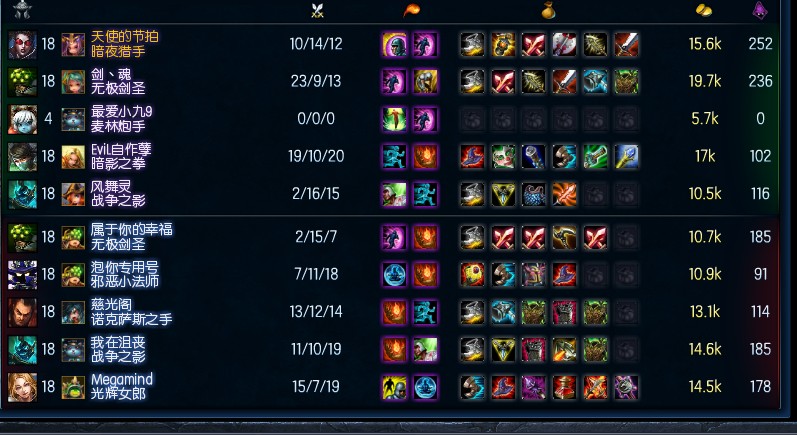 18 天使的节拍 10/14/12 15.6k 252
暗夜猎手
18 剑丶魂 23/9/13 19.7k 236
无极剑圣
4 最爱小九9 0/0/0 5.7k 0
麦林炮手
18 EviL自作孽 19/10/20 17k 102
暗影之拳
18 风舞灵 2/16/15 10.5k 116
战争之影
18 属于你的幸福 2/15/7 10.7k 185
无极剑圣
18 泡你专用号 7/11/18 10.9k 91
邪恶小法师
18 慈光阁 13/12/14 13.1k 114
诺克萨斯之手
18 我在沮丧 11/10/19 14.6k 185
战争之影
18 Megamind 15/7/19 14.5k 178
光辉女郎